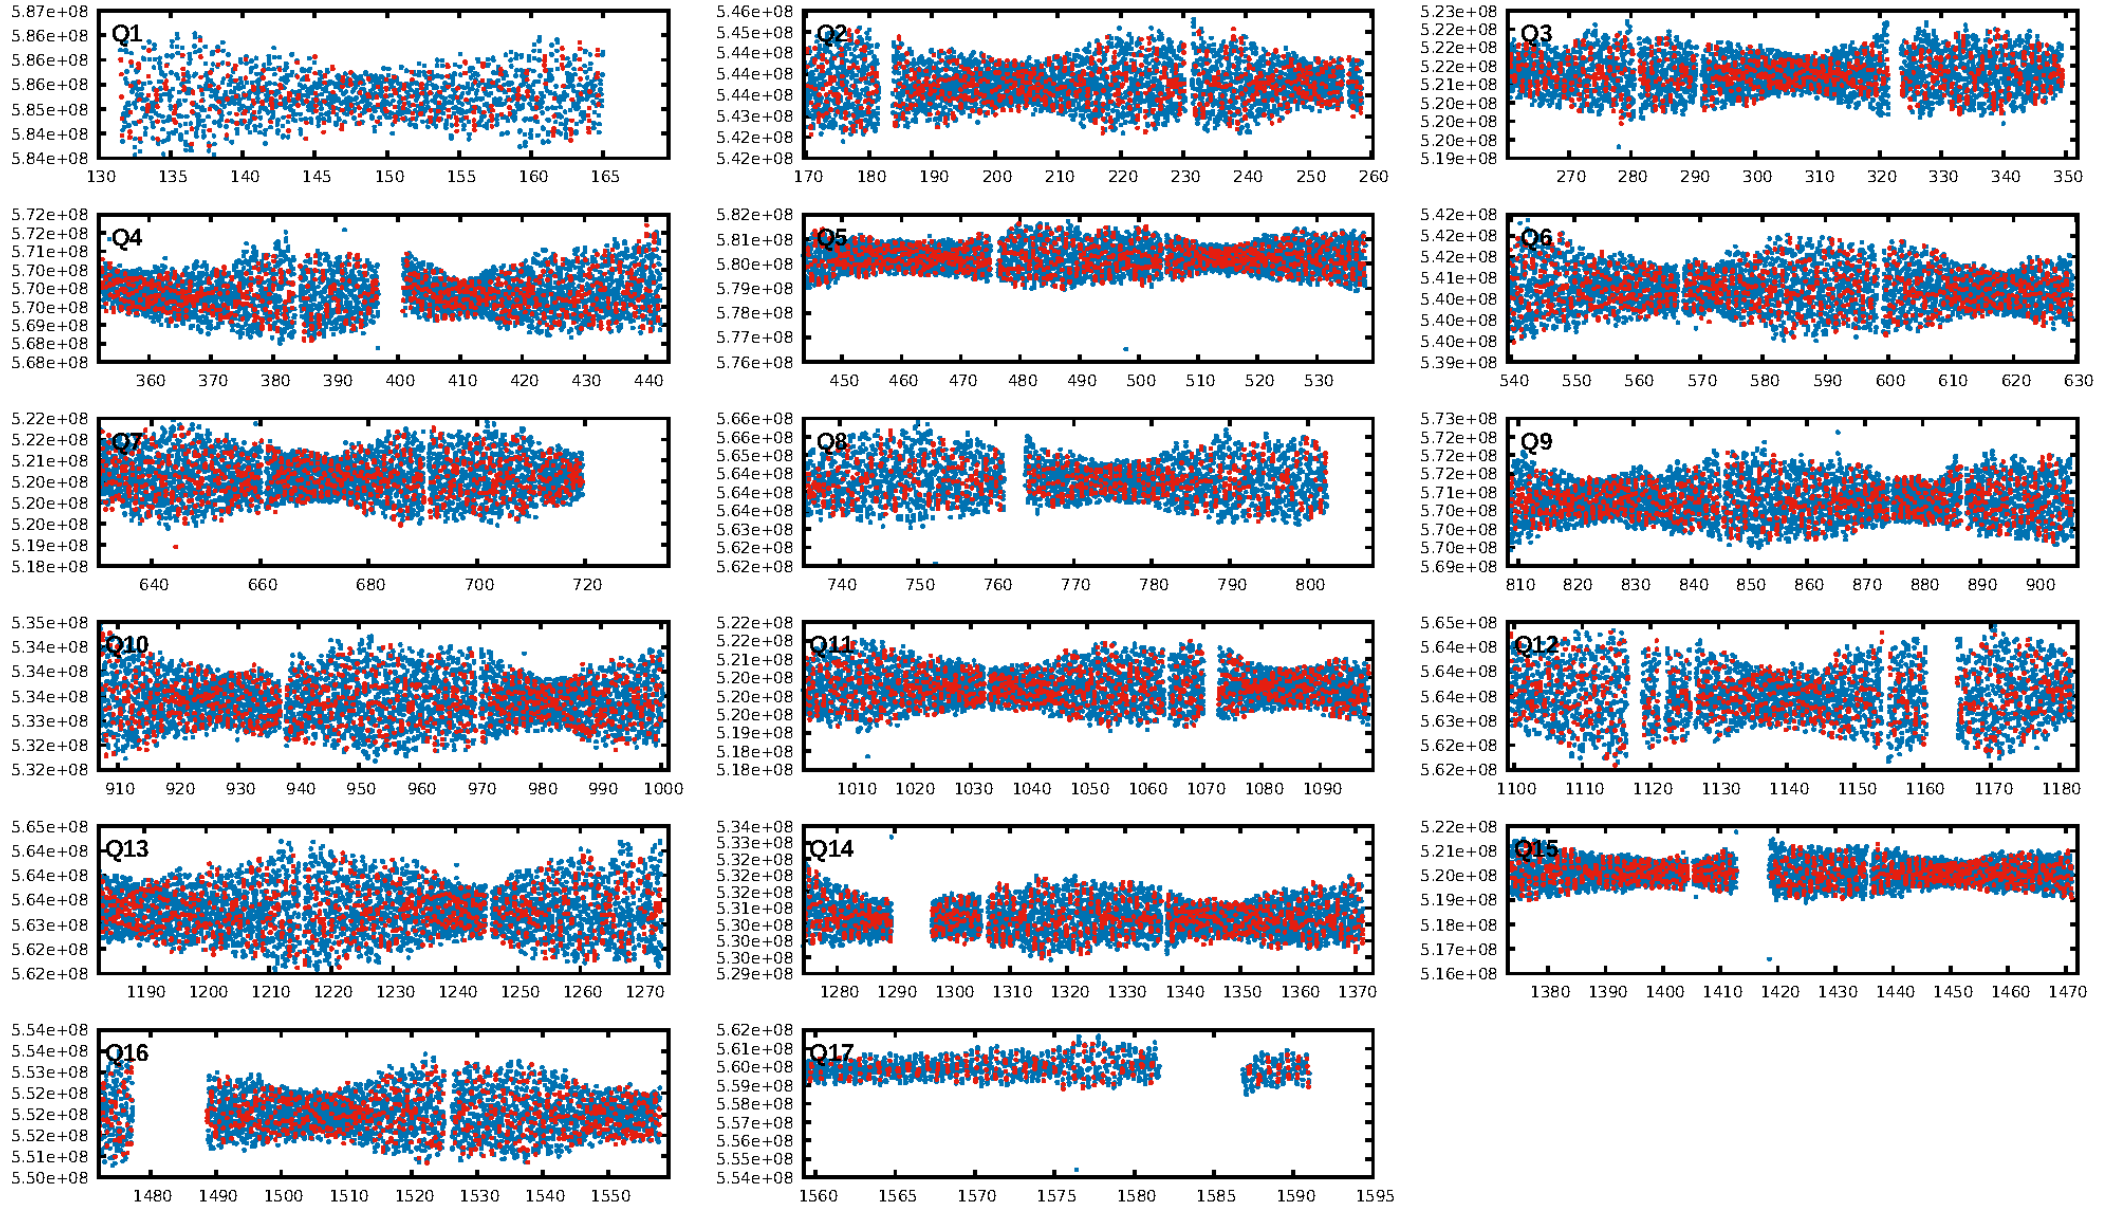 Q1
5.87e+08
5.86e+08
5.86e+08
5.86e+08
5.85e+08
5.84e+08
5.84e+08
130 135 140 145 150 155 160 165
Q2
5.46e+08
5.45e+08
5.44e+08
5.44e+08
5.44e+08
5.43e+08
5.42e+08
5.42e+08
170 180 190 200 210 220 230 240 250 260
Q3
5.23e+08
5.22e+08
5.22e+08
5.22e+08
5.21e+08
5.20e+08
5.20e+08
5.20e+08
5.19e+08
270 280 290 300 310 320 330 340 350
Q4
5.72e+08
5.72e+08
5.71e+08
5.70e+08
5.70e+08
5.70e+08
5.69e+08
5.68e+08
5.68e+08
360 370 380 390 400 410 420 430 440
Q5
5.82e+08
5.81e+08
5.80e+08
5.79e+08
5.78e+08
5.77e+08
5.76e+08
450 460 470 480 490 500 510 520 530
Q6
5.42e+08
5.42e+08
5.42e+08
5.41e+08
5.40e+08
5.40e+08
5.40e+08
5.39e+08
540 550 560 570 580 590 600 610 620 630
Q7
5.22e+08
5.22e+08
5.21e+08
5.20e+08
5.20e+08
5.20e+08
5.19e+08
5.18e+08
640 660 680 700 720
Q8
5.66e+08
5.66e+08
5.65e+08
5.64e+08
5.64e+08
5.64e+08
5.63e+08
5.62e+08
5.62e+08
740 750 760 770 780 790 800
Q9
5.73e+08
5.72e+08
5.72e+08
5.72e+08
5.71e+08
5.70e+08
5.70e+08
5.70e+08
5.69e+08
810 820 830 840 850 860 870 880 890 900
Q10
5.35e+08
5.34e+08
5.34e+08
5.34e+08
5.33e+08
5.32e+08
5.32e+08
910 920 930 940 950 960 970 980 990 1000
Q11
5.22e+08
5.22e+08
5.21e+08
5.20e+08
5.20e+08
5.20e+08
5.19e+08
5.18e+08
5.18e+08
1010 1020 1030 1040 1050 1060 1070 1080 1090
Q12
5.65e+08
5.64e+08
5.64e+08
5.64e+08
5.63e+08
5.62e+08
5.62e+08
1100 1110 1120 1130 1140 1150 1160 1170 1180
Q13
5.65e+08
5.64e+08
5.64e+08
5.64e+08
5.63e+08
5.62e+08
5.62e+08
1190 1200 1210 1220 1230 1240 1250 1260 1270
Q14
5.34e+08
5.33e+08
5.32e+08
5.32e+08
5.32e+08
5.31e+08
5.30e+08
5.30e+08
5.30e+08
5.29e+08
1280 1290 1300 1310 1320 1330 1340 1350 1360 1370
Q15
5.22e+08
5.21e+08
5.20e+08
5.19e+08
5.18e+08
5.17e+08
5.16e+08
1380 1390 1400 1410 1420 1430 1440 1450 1460 1470
Q16
5.54e+08
5.54e+08
5.53e+08
5.52e+08
5.52e+08
5.52e+08
5.51e+08
5.50e+08
1480 1490 1500 1510 1520 1530 1540 1550
Q17
5.62e+08
5.61e+08
5.60e+08
5.59e+08
5.58e+08
5.57e+08
5.56e+08
5.55e+08
5.54e+08
1560 1565 1570 1575 1580 1585 1590 1595